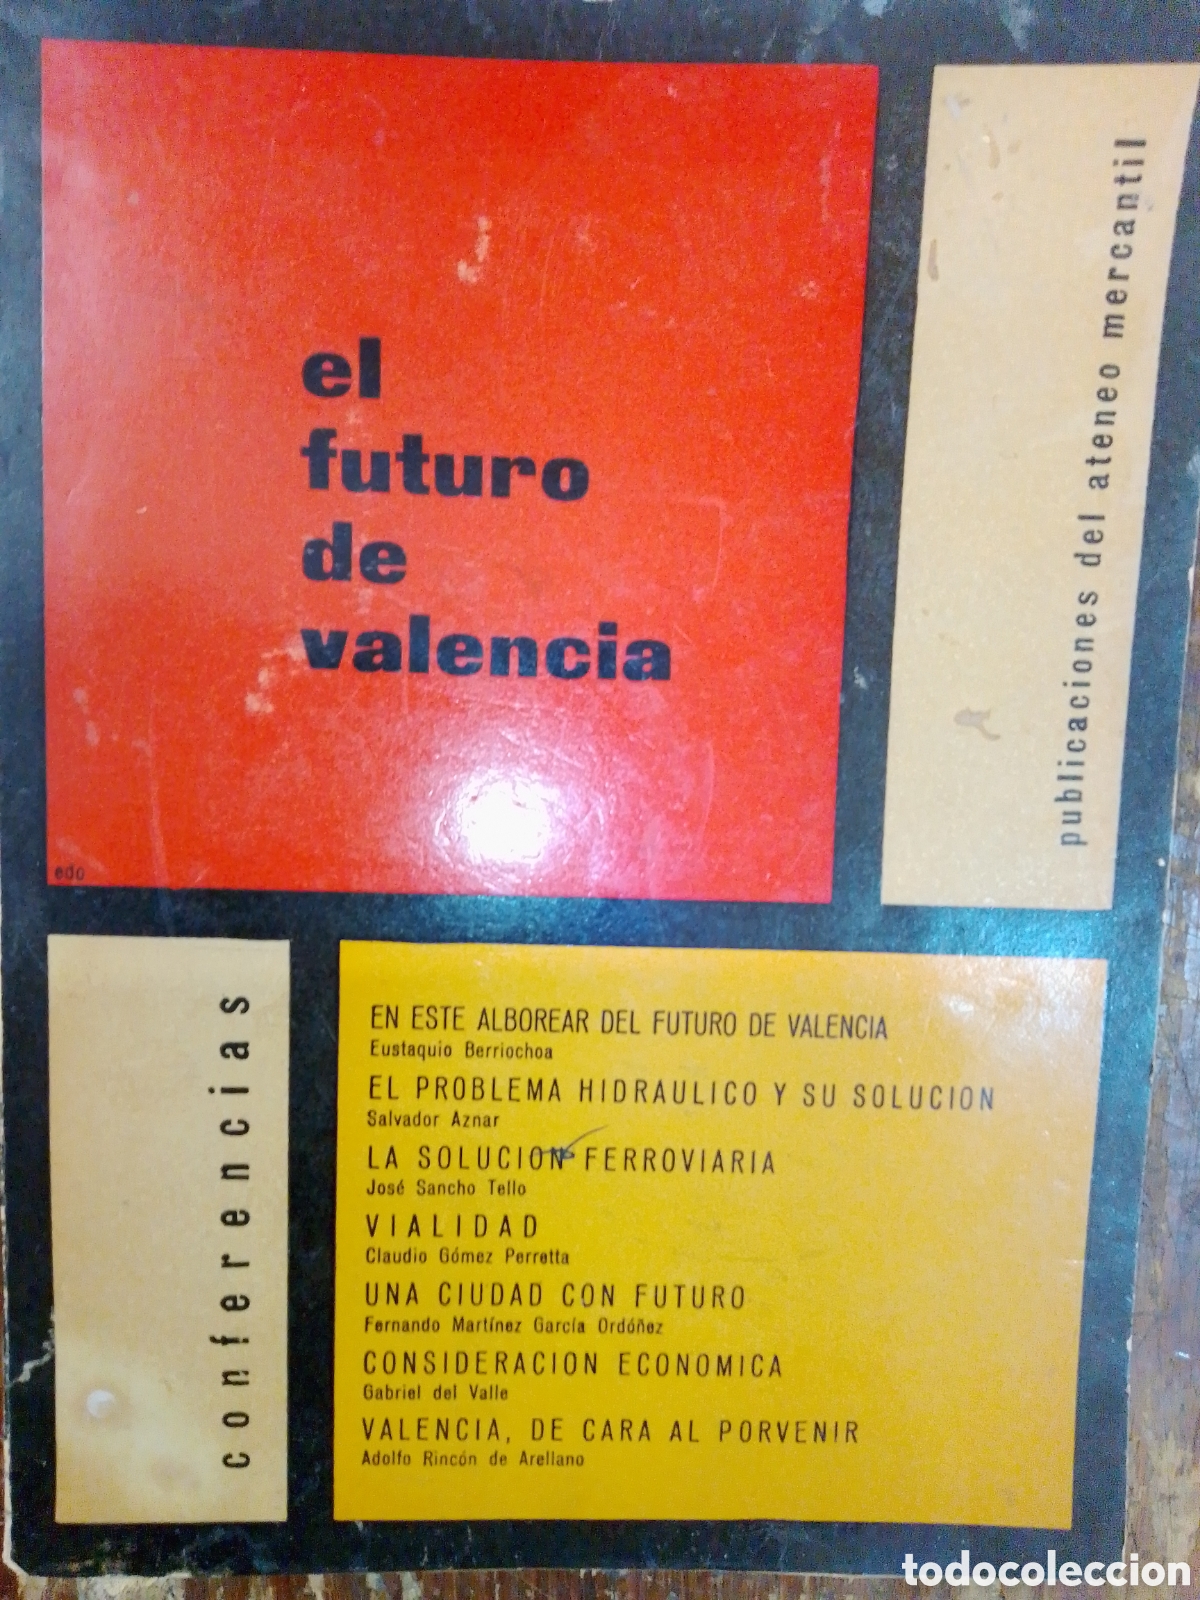 el
futuro
de
valencia
edo
publicaciones del ateneo mercantil
conferencias
EN ESTE ALBOREAR DEL FUTURO DE VALENCIA
Eustaquio Berriochoa
EL PROBLEMA HIDRAULICO Y SU SOLUCION
Salvador Aznar
LA SOLUCION FERROVIARIA
José Sancho Tello
VIALIDAD
Claudio Gómez Perretta
UNA CIUDAD CON FUTURO
Fernando Martínez García Ordóñez
CONSIDERACION ECONOMICA
Gabriel del Valle
VALENCIA, DE CARA AL PORVENIR
Adolfo Rincón de Arellano
todocoleccion